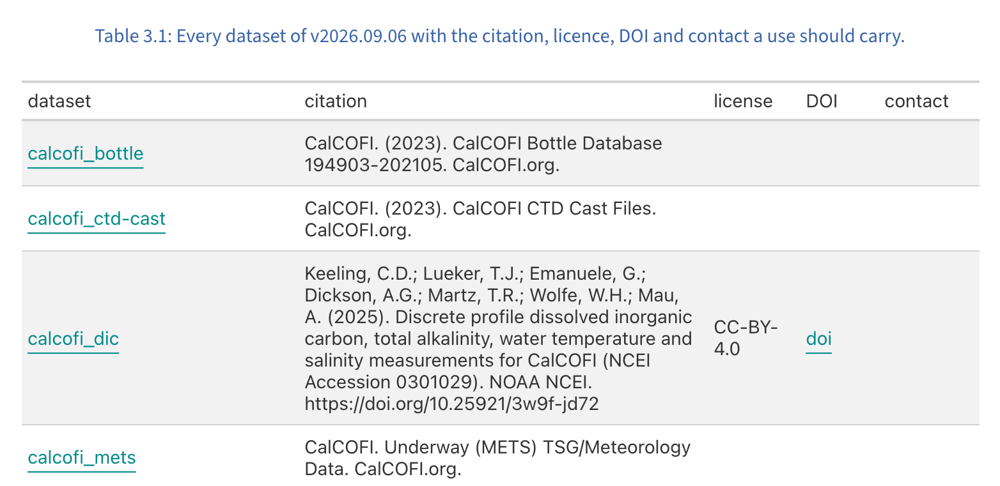 Table 3.1: Every dataset of v2026.09.06 with the citation, licence, DOI and contact a use should carry.
dataset citation license DOI contact
calcofi_bottle
CalCOFI. (2023). CalCOFI Bottle Database
194903-202105. CalCOFI.org.
calcofi_ctd-cast
CalCOFI. (2023). CalCOFI CTD Cast Files.
CalCOFI.org.
calcofi_dic
Keeling, C.D.; Lueker, T.J.; Emanuele, G.;
Dickson, A.G.; Martz, T.R.; Wolfe, W.H.; Mau,
A. (2025). Discrete profile dissolved inorganic
carbon, total alkalinity, water temperature and
salinity measurements for CalCOFI (NCEI
Accession 0301029). NOAA NCEI.
https://doi.org/10.25921/3w9f-jd72
CC-BY-
4.0
doi
calcofi_mets
CalCOFI. Underway (METS) TSG/Meteorology
Data. CalCOFI.org.